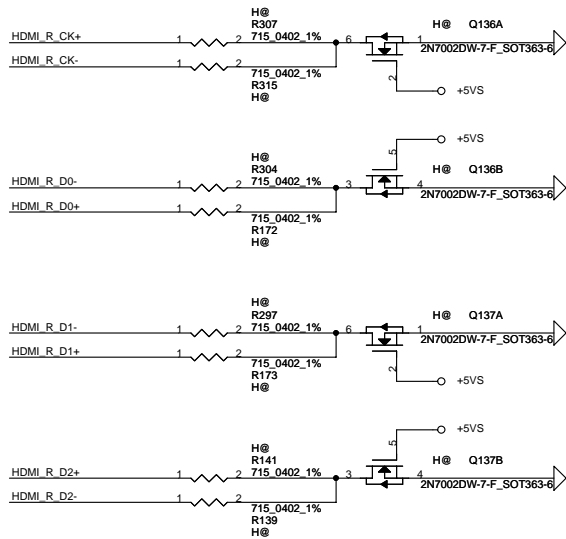 H@
R307
H@ Q136A
HDMI_R_CK+ 1 2 715_0402_1% 6 1
2N7002DW-7-F_SOT363-6
HDMI_R_CK- 1 2
715_0402_1%
R315
H@
2
+5VS
+5VS
5
H@
R304
H@ Q136B
HDMI_R_D0- 1 2 715_0402_1% 3 4
2N7002DW-7-F_SOT363-6
HDMI_R_D0+ 1 2
715_0402_1%
R172
H@
H@
R297
H@ Q137A
HDMI_R_D1- 1 2 715_0402_1% 6 1
2N7002DW-7-F_SOT363-6
HDMI_R_D1+ 1 2
715_0402_1%
R173
H@
2
+5VS
+5VS
5
H@
R141
H@ Q137B
HDMI_R_D2+ 1 2 715_0402_1% 3 4
2N7002DW-7-F_SOT363-6
HDMI_R_D2- 1 2
715_0402_1%
R139
H@